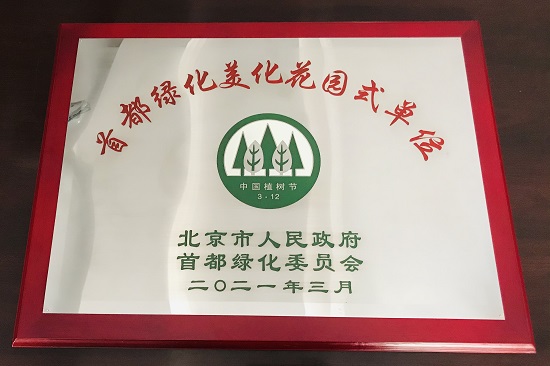 首都绿化美化花园式单位
中国植树节
3-12
北京市人民政府
首都绿化委员会
二〇二一年三月